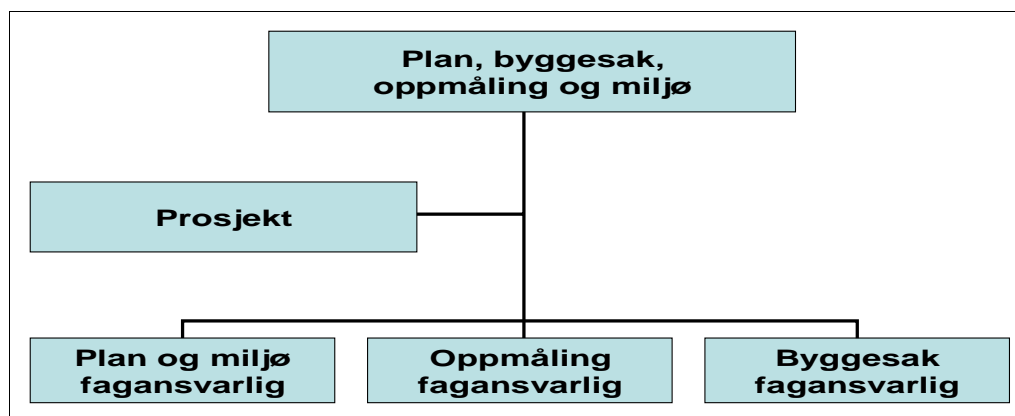 Plan, byggesak,
oppmåling og miljø
Prosjekt
Plan og miljø
fagansvarlig
Oppmåling
fagansvarlig
Byggesak
fagansvarlig